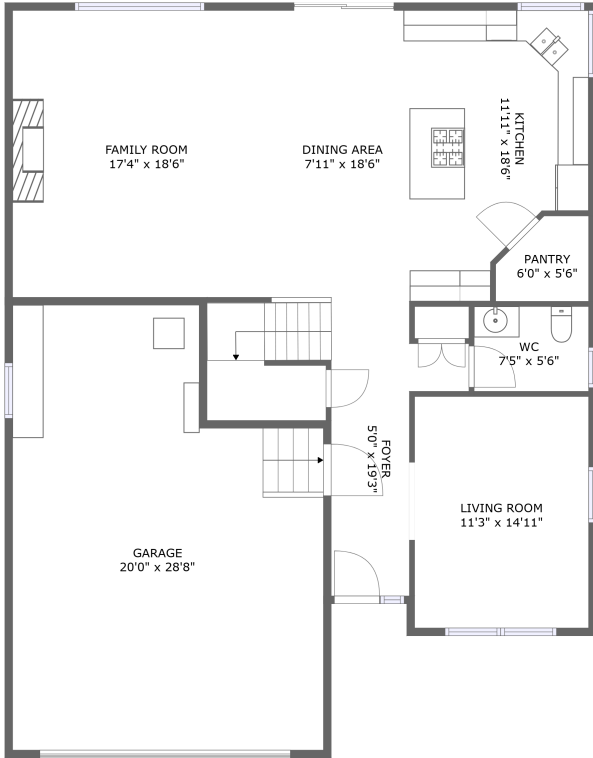 FAMILY ROOM
17'4" x 18'6"
DINING AREA
7'11" x 18'6"
KITCHEN
11'11" x 18'6"
PANTRY
6'0" x 5'6"
WC
7'5" x 5'6"
FOYER
5'0" x 19'3"
LIVING ROOM
11'3" x 14'11"
GARAGE
20'0" x 28'8"